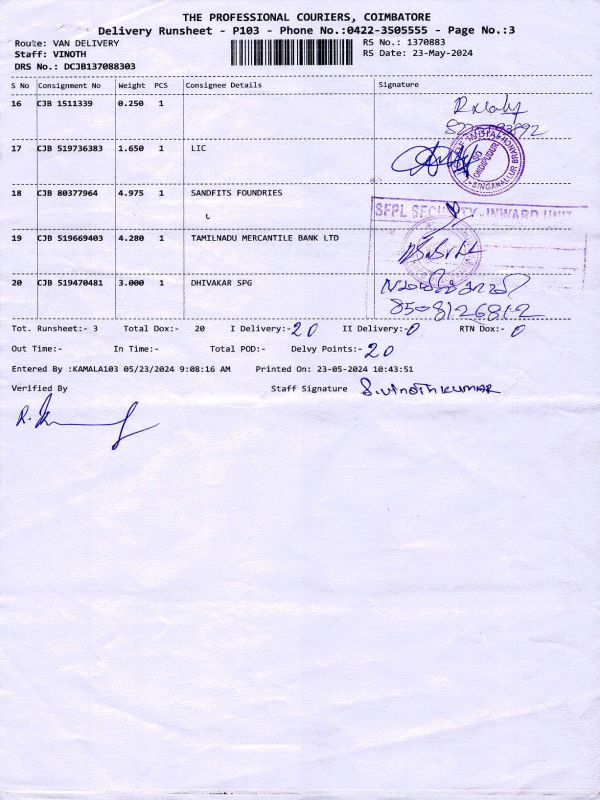 THE PROFESSIONAL COURIERS, COIMBATORE
Delivery Runsheet - P103 - Phone No.:0422-3505555 - Page No.:3
Route: VAN DELIVERY
Staff: VINOTH
DRS No.: DCJB137088303
RS No.: 1370883
RS Date: 23-May-2024
S No Consignment No Weight PCS Consignee Details Signature
16 CJB 1511339 0.250 1
17 CJB 519736383 1.650 1 LIC
SINGANALLUR BRANCH
18 CJB 80377964 4.975 1 SANDFITS FOUNDRIES
SFPL SECURITY - INWARD UNIT
19 CJB 519669403 4.280 1 TAMILNADU MERCANTILE BANK LTD
20 CJB 519470481 3.000 1 DHIVAKAR SPG
8508126812
Tot. Runsheet:- 3 Total Dox:- 20 I Delivery:- 20 II Delivery:- 0 RTN Dox:- 0
Out Time:- In Time:- Total POD:- Delvy Points:- 20
Entered By :KAMALA103 05/23/2024 9:08:16 AM Printed On: 23-05-2024 10:43:51
Verified By Staff Signature S.VINOTHKUMAR